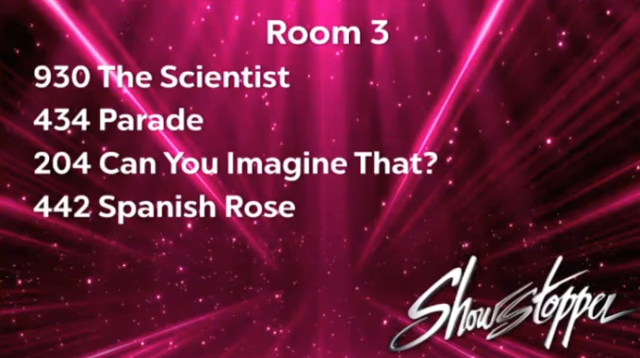 Room 3
930 The Scientist
434 Parade
204 Can You Imagine That?
442 Spanish Rose
ShowStopper